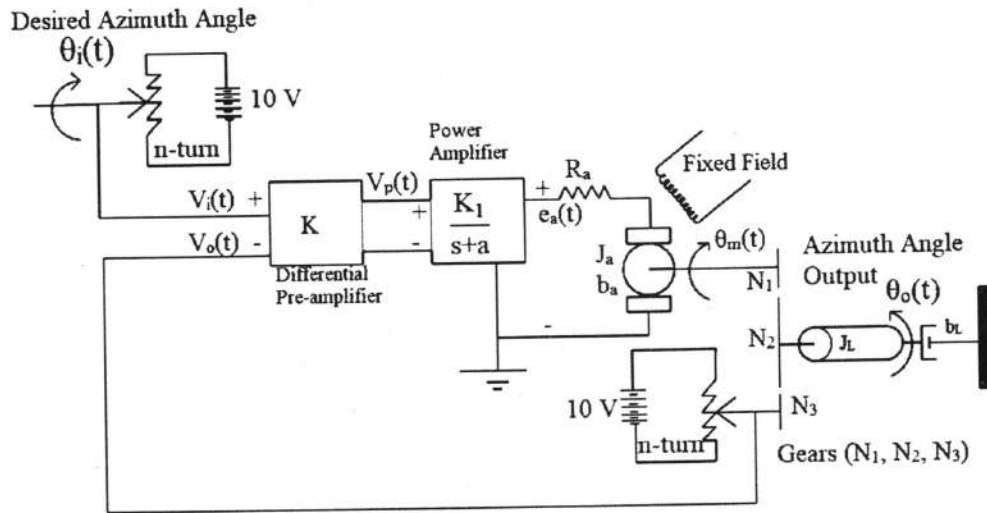 Desired Azimuth Angle
θi(t)
10 V
n-turn
Power
Amplifier
Fixed Field
Ra
Vi(t) +
Vp(t)
+
+
ea(t)
K
K1
s+a
θm(t)
Azimuth Angle
Output
θo(t)
Vo(t) -
-
Ja
ba
N1
Differential
Pre-amplifier
-
N2
JL
bL
10 V
n-turn
N3
Gears (N1, N2, N3)